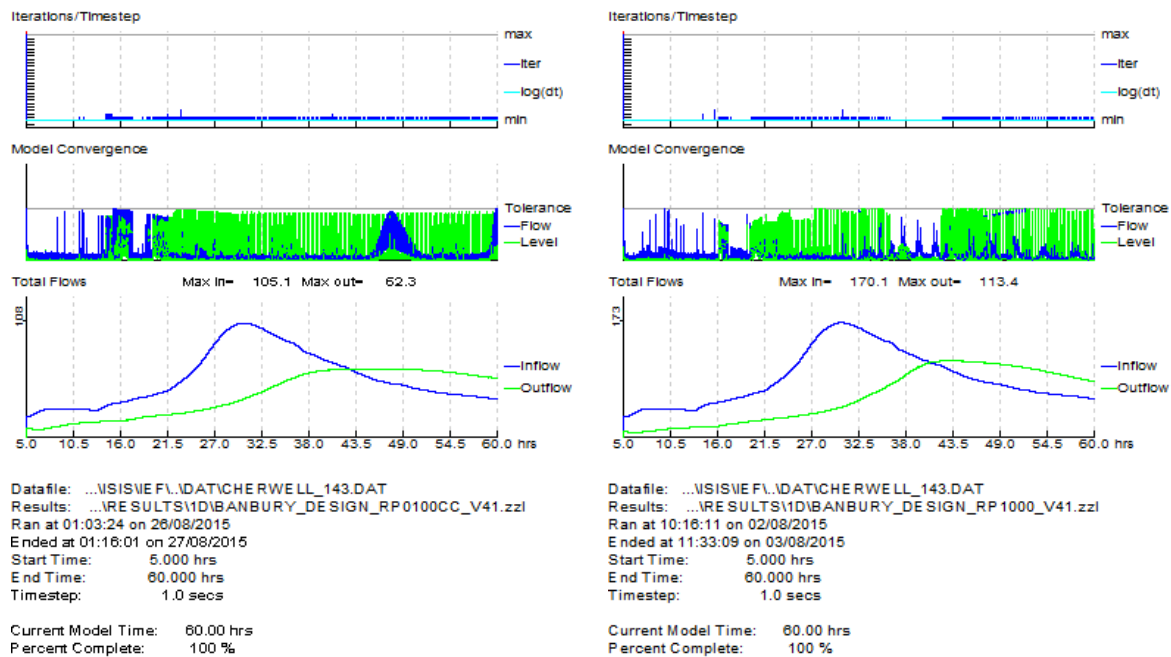 Iterations/Timestep
max
Iter
log(dt)
min
Model Convergence
Tolerance
Flow
Level
Total Flows Max in= 105.1 Max out= 62.3
108
Inflow
Outflow
5.0 10.5 16.0 21.5 27.0 32.5 38.0 43.5 49.0 54.5 60.0 hrs
Datafile: ...\ISIS\IEF\..\DAT\CHERWELL_143.DAT
Results: ...\RESULTS\1D\BANBURY_DESIGN_RP0100CC_V41.zzl
Ran at 01:03:24 on 26/08/2015
Ended at 01:16:01 on 27/08/2015
Start Time: 5.000 hrs
End Time: 60.000 hrs
Timestep: 1.0 secs
Current Model Time: 60.00 hrs
Percent Complete: 100 %
Iterations/Timestep
max
Iter
log(dt)
min
Model Convergence
Tolerance
Flow
Level
Total Flows Max in= 170.1 Max out= 113.4
173
Inflow
Outflow
5.0 10.5 16.0 21.5 27.0 32.5 38.0 43.5 49.0 54.5 60.0 hrs
Datafile: ...\ISIS\IEF\..\DAT\CHERWELL_143.DAT
Results: ...\RESULTS\1D\BANBURY_DESIGN_RP1000_V41.zzl
Ran at 10:16:11 on 02/08/2015
Ended at 11:33:09 on 03/08/2015
Start Time: 5.000 hrs
End Time: 60.000 hrs
Timestep: 1.0 secs
Current Model Time: 60.00 hrs
Percent Complete: 100 %